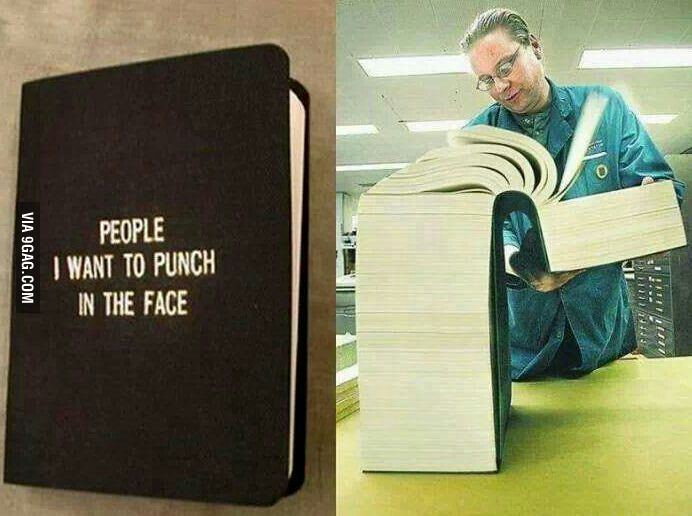 PEOPLE
I WANT TO PUNCH
IN THE FACE
VIA 9GAG.COM